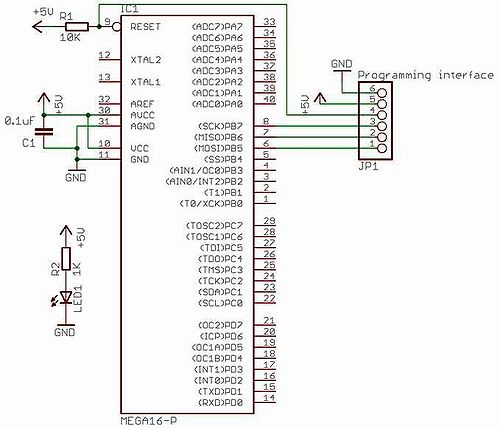 +5V
R1
10K
9
IC1
RESET
(ADC7)PA7 33
(ADC6)PA6 34
(ADC5)PA5 35
12 XTAL2 (ADC4)PA4 36
(ADC3)PA3 37
13 XTAL1 (ADC2)PA2 38
(ADC1)PA1 39
32 AREF (ADC0)PA0 40
30 AVCC
31 AGND (SCK)PB7 8
(MISO)PB6 7
10 VCC (MOSI)PB5 6
11 GND (SS)PB4 5
(AIN1/OC0)PB3 4
(AIN0/INT2)PB2 3
(T1)PB1 2
(T0/XCK)PB0 1
(TOSC2)PC7 29
(TOSC1)PC6 28
(TDI)PC5 27
(TDO)PC4 26
(TMS)PC3 25
(TCK)PC2 24
(SDA)PC1 23
(SCL)PC0 22
(OC2)PD7 21
(ICP)PD6 20
(OC1A)PD5 19
(OC1B)PD4 18
(INT1)PD3 17
(INT0)PD2 16
(TXD)PD1 15
(RXD)PD0 14
MEGA16-P
+5V
0.1uF
C1
GND
+5V
R2
1K
LED1
GND
GND
Programming interface
+5V
6
5
4
3
2
1
JP1